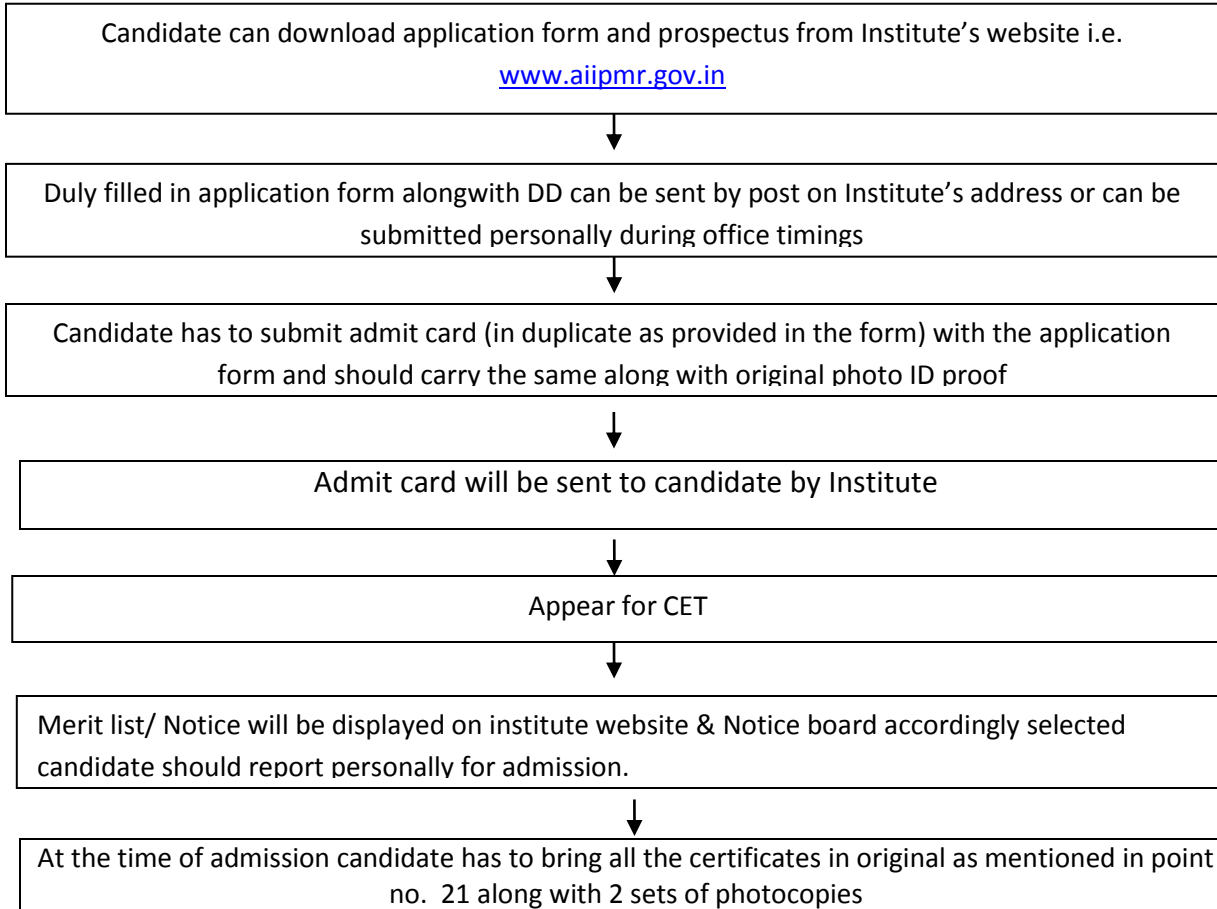 Candidate can download application form and prospectus from Institute’s website i.e.
www.aiipmr.gov.in
Duly filled in application form alongwith DD can be sent by post on Institute’s address or can be
submitted personally during office timings
Candidate has to submit admit card (in duplicate as provided in the form) with the application
form and should carry the same along with original photo ID proof
Admit card will be sent to candidate by Institute
Appear for CET
Merit list/ Notice will be displayed on institute website & Notice board accordingly selected
candidate should report personally for admission.
At the time of admission candidate has to bring all the certificates in original as mentioned in point
no. 21 along with 2 sets of photocopies